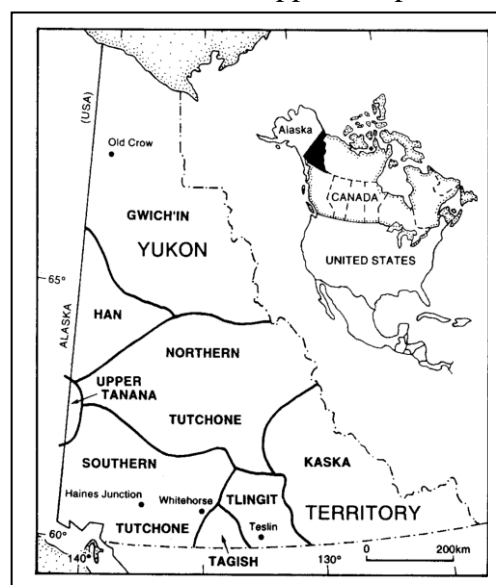 (USA)
Alaska
Old Crow
CANADA
GWICH'IN
YUKON
UNITED STATES
65°
ALASKA
HAN
NORTHERN
UPPER
TANANA
TUTCHONE
SOUTHERN
KASKA
Haines Junction
Whitehorse
TLINGIT
TERRITORY
TUTCHONE
Teslin
60°
140°
TAGISH
130°
0
200km